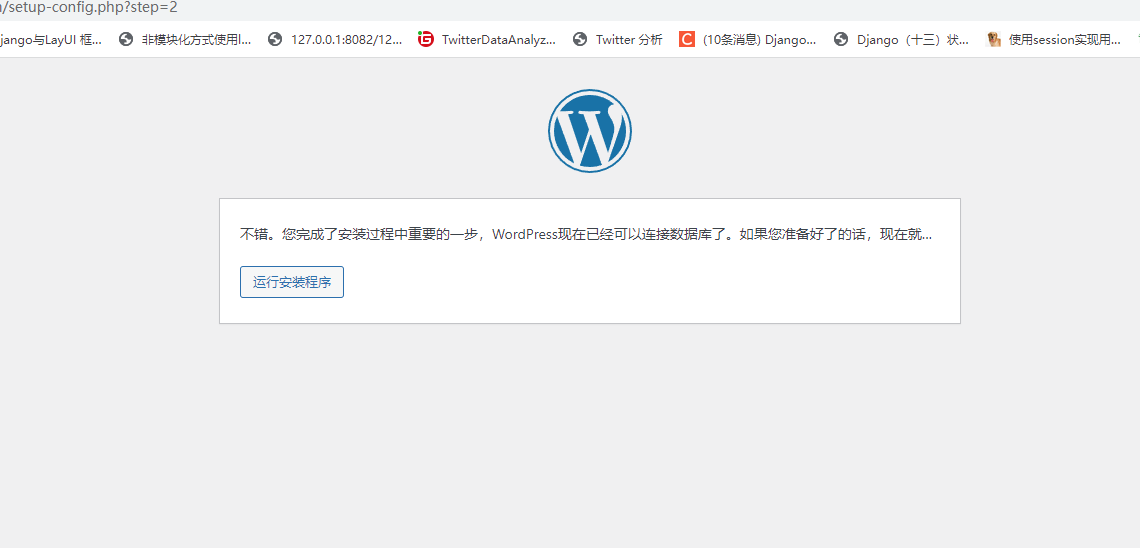 /setup-config.php?step=2
jango与LayUI 框...
非模块化方式使用l...
127.0.0.1:8082/12...
TwitterDataAnalyz...
Twitter 分析
(10条消息) Django...
Django（十三）状...
使用session实现用...
不错。您完成了安装过程中重要的一步，WordPress现在已经可以连接数据库了。如果您准备好了的话，现在就...
运行安装程序